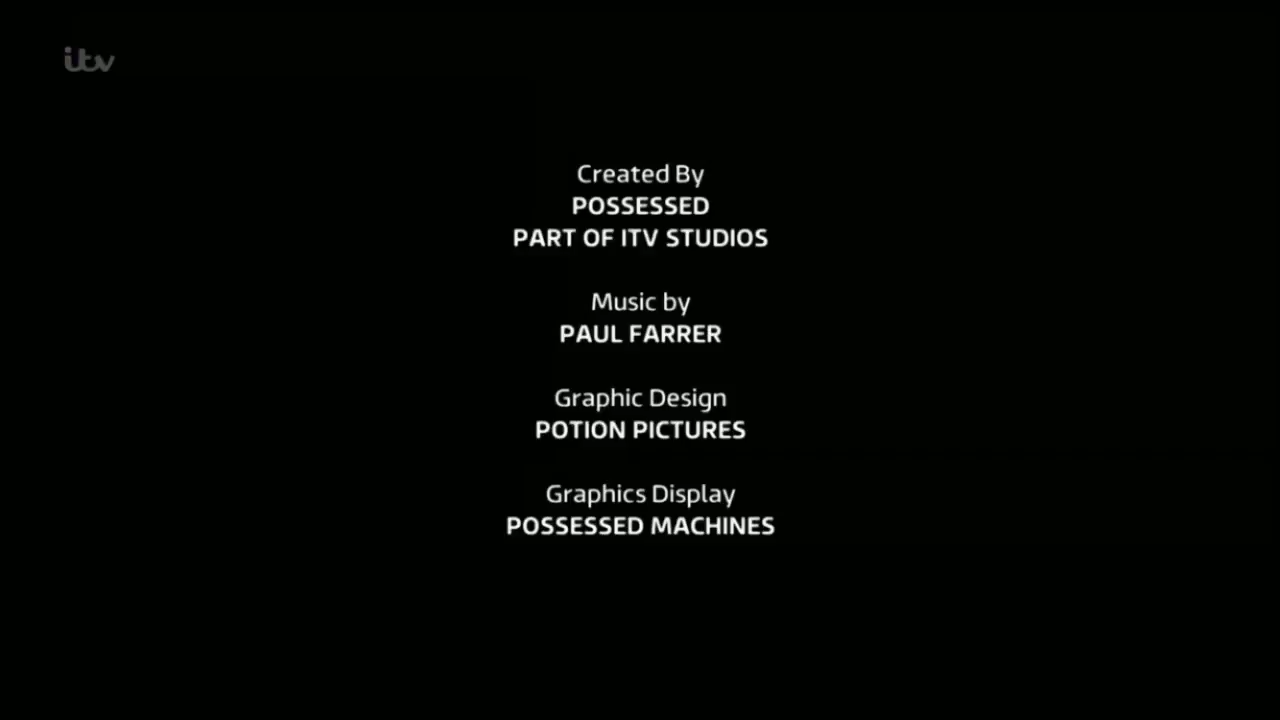 itv
Created By
POSSESSED
PART OF ITV STUDIOS
Music by
PAUL FARRER
Graphic Design
POTION PICTURES
Graphics Display
POSSESSED MACHINES